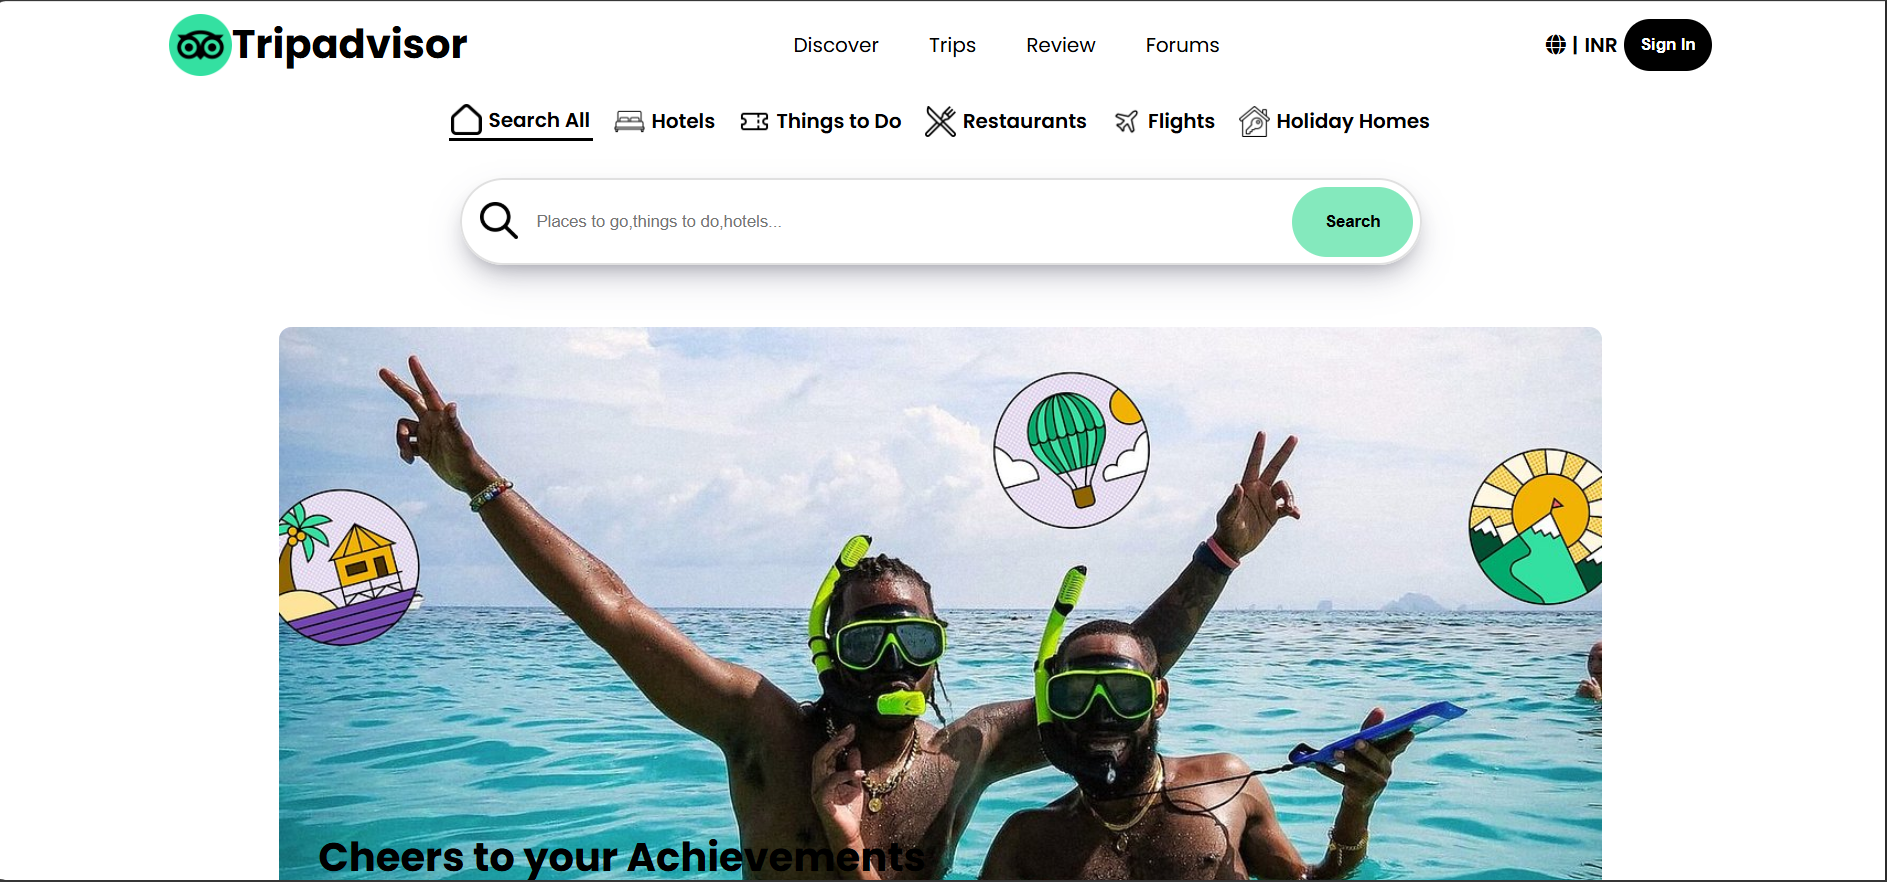 Tripadvisor
Discover Trips Review Forums
| INR Sign In
Search All Hotels Things to Do Restaurants Flights Holiday Homes
Places to go,things to do,hotels...
Search
Cheers to your Achievements